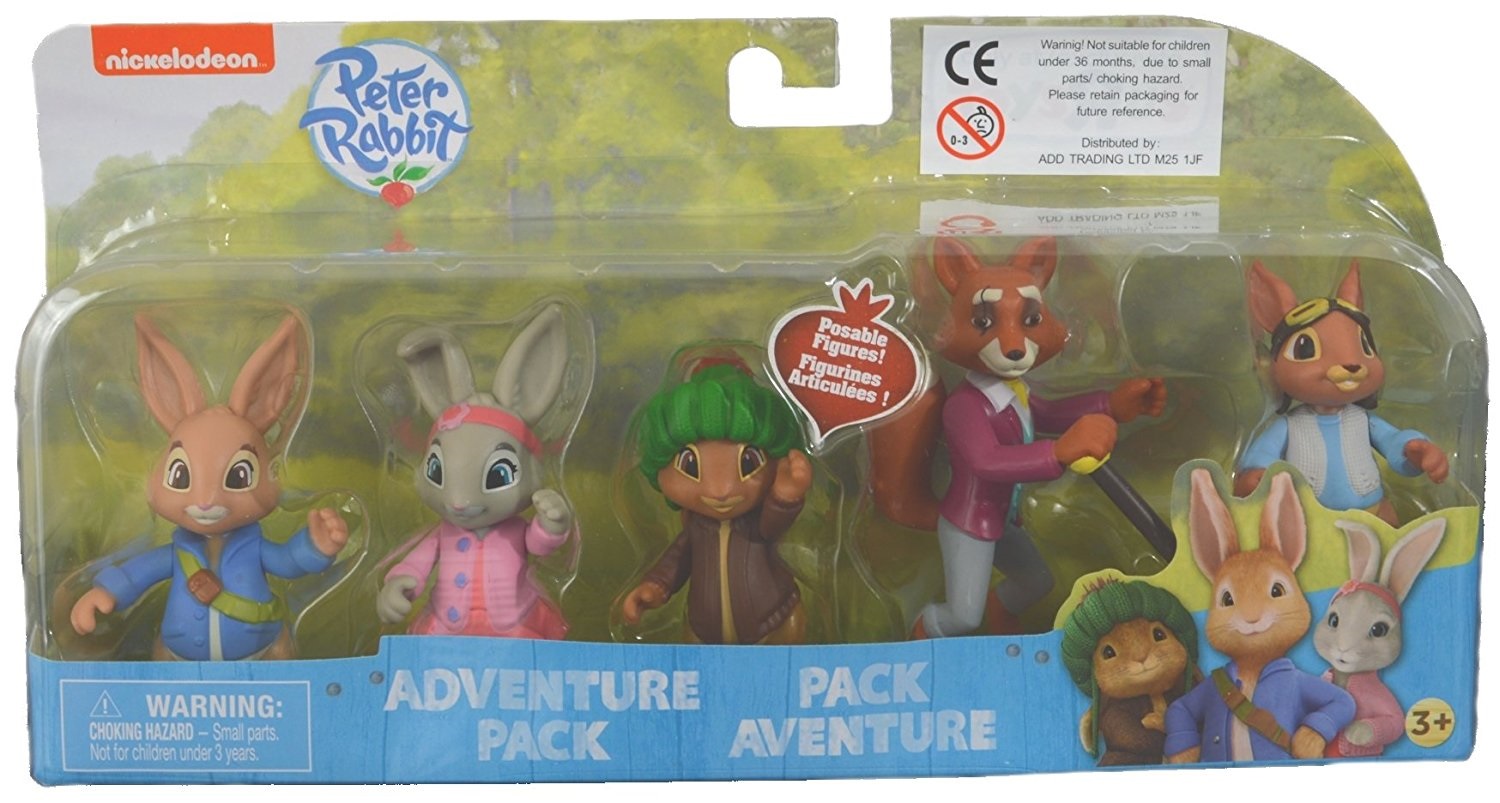 nickelodeon™
Peter
Rabbit
CE
Warinig! Not suitable for children
under 36 months, due to small
parts/ choking hazard.
Please retain packaging for
future reference.
0-3
Distributed by:
ADD TRADING LTD M25 1JF
Posable
Figures!
Figurines
Articulées !
WARNING:
CHOKING HAZARD – Small parts.
Not for children under 3 years.
ADVENTURE
PACK
PACK
AVENTURE
3+